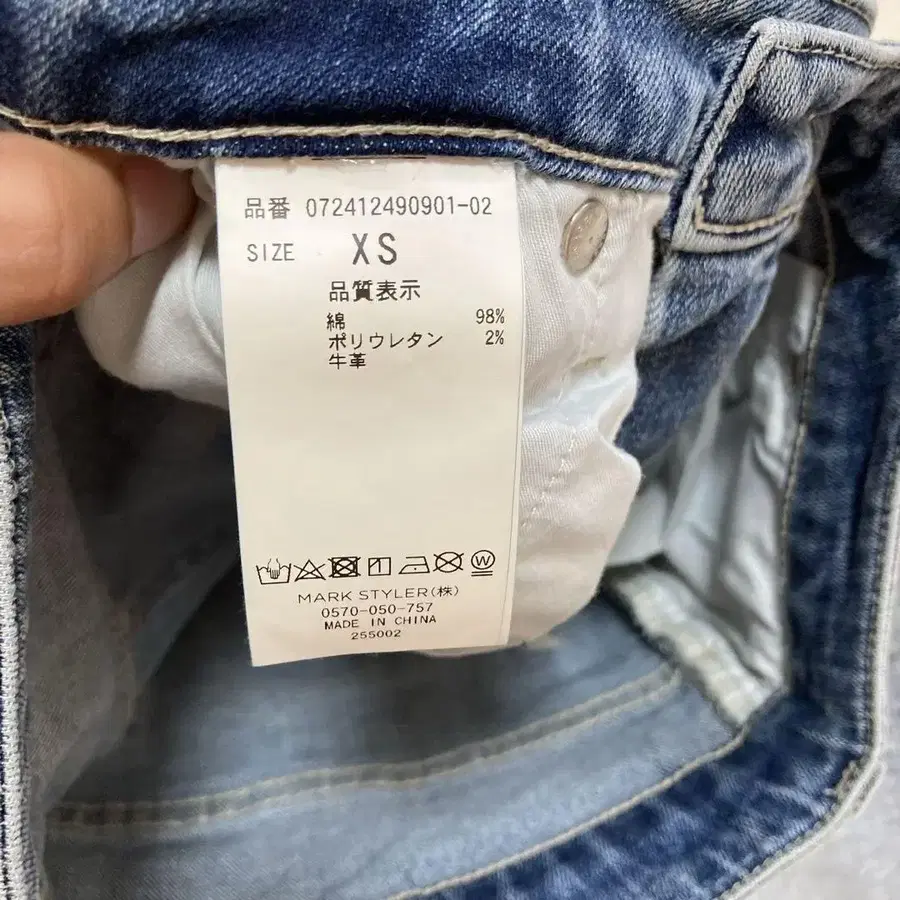 品番 072412490901-02
SIZE XS
品質表示
綿 98%
ポリウレタン 2%
牛革
MARK STYLER(株)
0570-050-757
MADE IN CHINA
255002